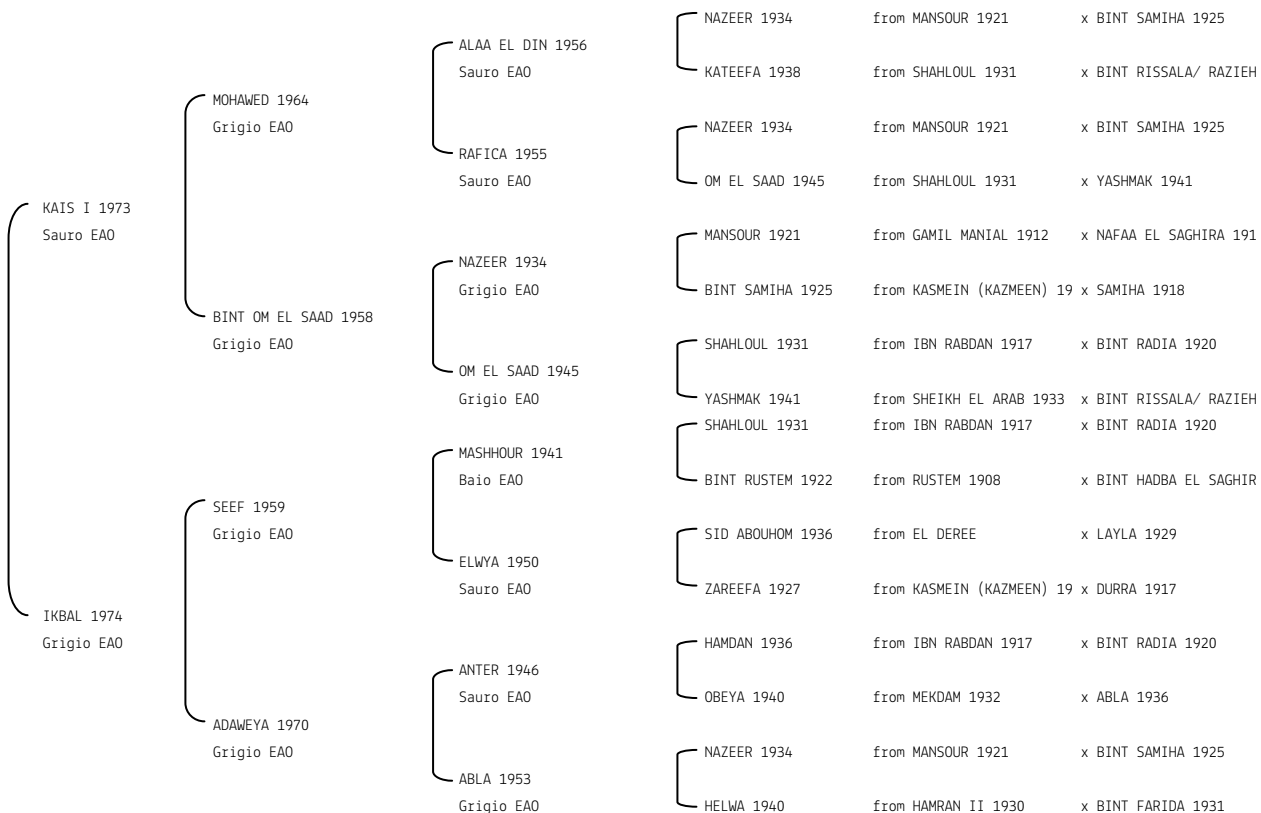 NAZEER 1934 from MANSOUR 1921 x BINT SAMIHA 1925
ALAA EL DIN 1956
Sauro EAO KATEEFA 1938 from SHAHLOUL 1931 x BINT RISSALA/ RAZIEH
MOHAWED 1964
Grigio EAO NAZEER 1934 from MANSOUR 1921 x BINT SAMIHA 1925
RAFICA 1955
Sauro EAO OM EL SAAD 1945 from SHAHLOUL 1931 x YASHMAK 1941
KAIS I 1973
Sauro EAO MANSOUR 1921 from GAMIL MANIAL 1912 x NAFAA EL SAGHIRA 191
NAZEER 1934
Grigio EAO BINT SAMIHA 1925 from KASMEIN (KAZMEEN) 19 x SAMIHA 1918
BINT OM EL SAAD 1958
Grigio EAO SHAHLOUL 1931 from IBN RABDAN 1917 x BINT RADIA 1920
OM EL SAAD 1945
Grigio EAO YASHMAK 1941 from SHEIKH EL ARAB 1933 x BINT RISSALA/ RAZIEH
SHAHLOUL 1931 from IBN RABDAN 1917 x BINT RADIA 1920
MASHHOUR 1941
Baio EAO BINT RUSTEM 1922 from RUSTEM 1908 x BINT HADBA EL SAGHIR
SEEF 1959
Grigio EAO SID ABOUHOM 1936 from EL DEREE x LAYLA 1929
ELWYA 1950
Sauro EAO ZAREEFA 1927 from KASMEIN (KAZMEEN) 19 x DURRA 1917
IKBAL 1974
Grigio EAO HAMDAN 1936 from IBN RABDAN 1917 x BINT RADIA 1920
ANTER 1946
Sauro EAO OBEYA 1940 from MEKDAM 1932 x ABLA 1936
ADAWEYA 1970
Grigio EAO NAZEER 1934 from MANSOUR 1921 x BINT SAMIHA 1925
ABLA 1953
Grigio EAO HELWA 1940 from HAMRAN II 1930 x BINT FARIDA 1931